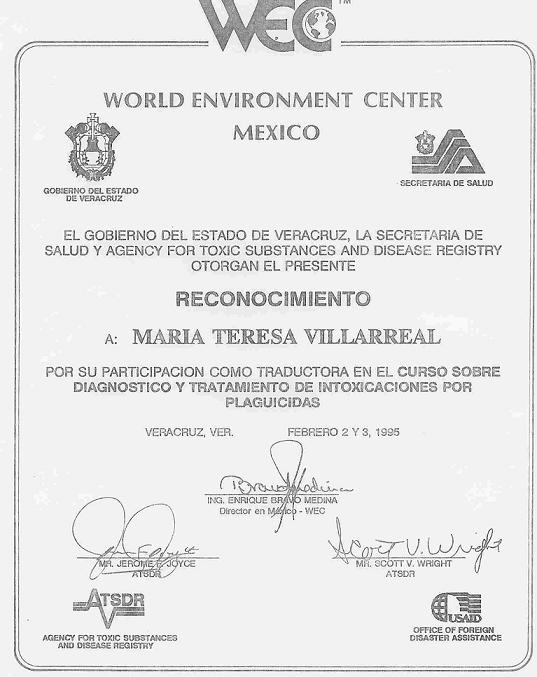 WEC TM
WORLD ENVIRONMENT CENTER
MEXICO
GOBIERNO DEL ESTADO
DE VERACRUZ
SECRETARIA DE SALUD
EL GOBIERNO DEL ESTADO DE VERACRUZ, LA SECRETARIA DE
SALUD Y AGENCY FOR TOXIC SUBSTANCES AND DISEASE REGISTRY
OTORGAN EL PRESENTE
RECONOCIMIENTO
A: MARIA TERESA VILLARREAL
POR SU PARTICIPACION COMO TRADUCTORA EN EL CURSO SOBRE
DIAGNOSTICO Y TRATAMIENTO DE INTOXICACIONES POR
PLAGUICIDAS
VERACRUZ, VER. FEBRERO 2 Y 3, 1995
ING. ENRIQUE BRAVO MEDINA
Director en México - WEC
Scott V. Wright
MR. JEROME F. JOYCE
ATSDR
MR. SCOTT V. WRIGHT
ATSDR
ATSDR
AGENCY FOR TOXIC SUBSTANCES
AND DISEASE REGISTRY
USAID
OFFICE OF FOREIGN
DISASTER ASSISTANCE